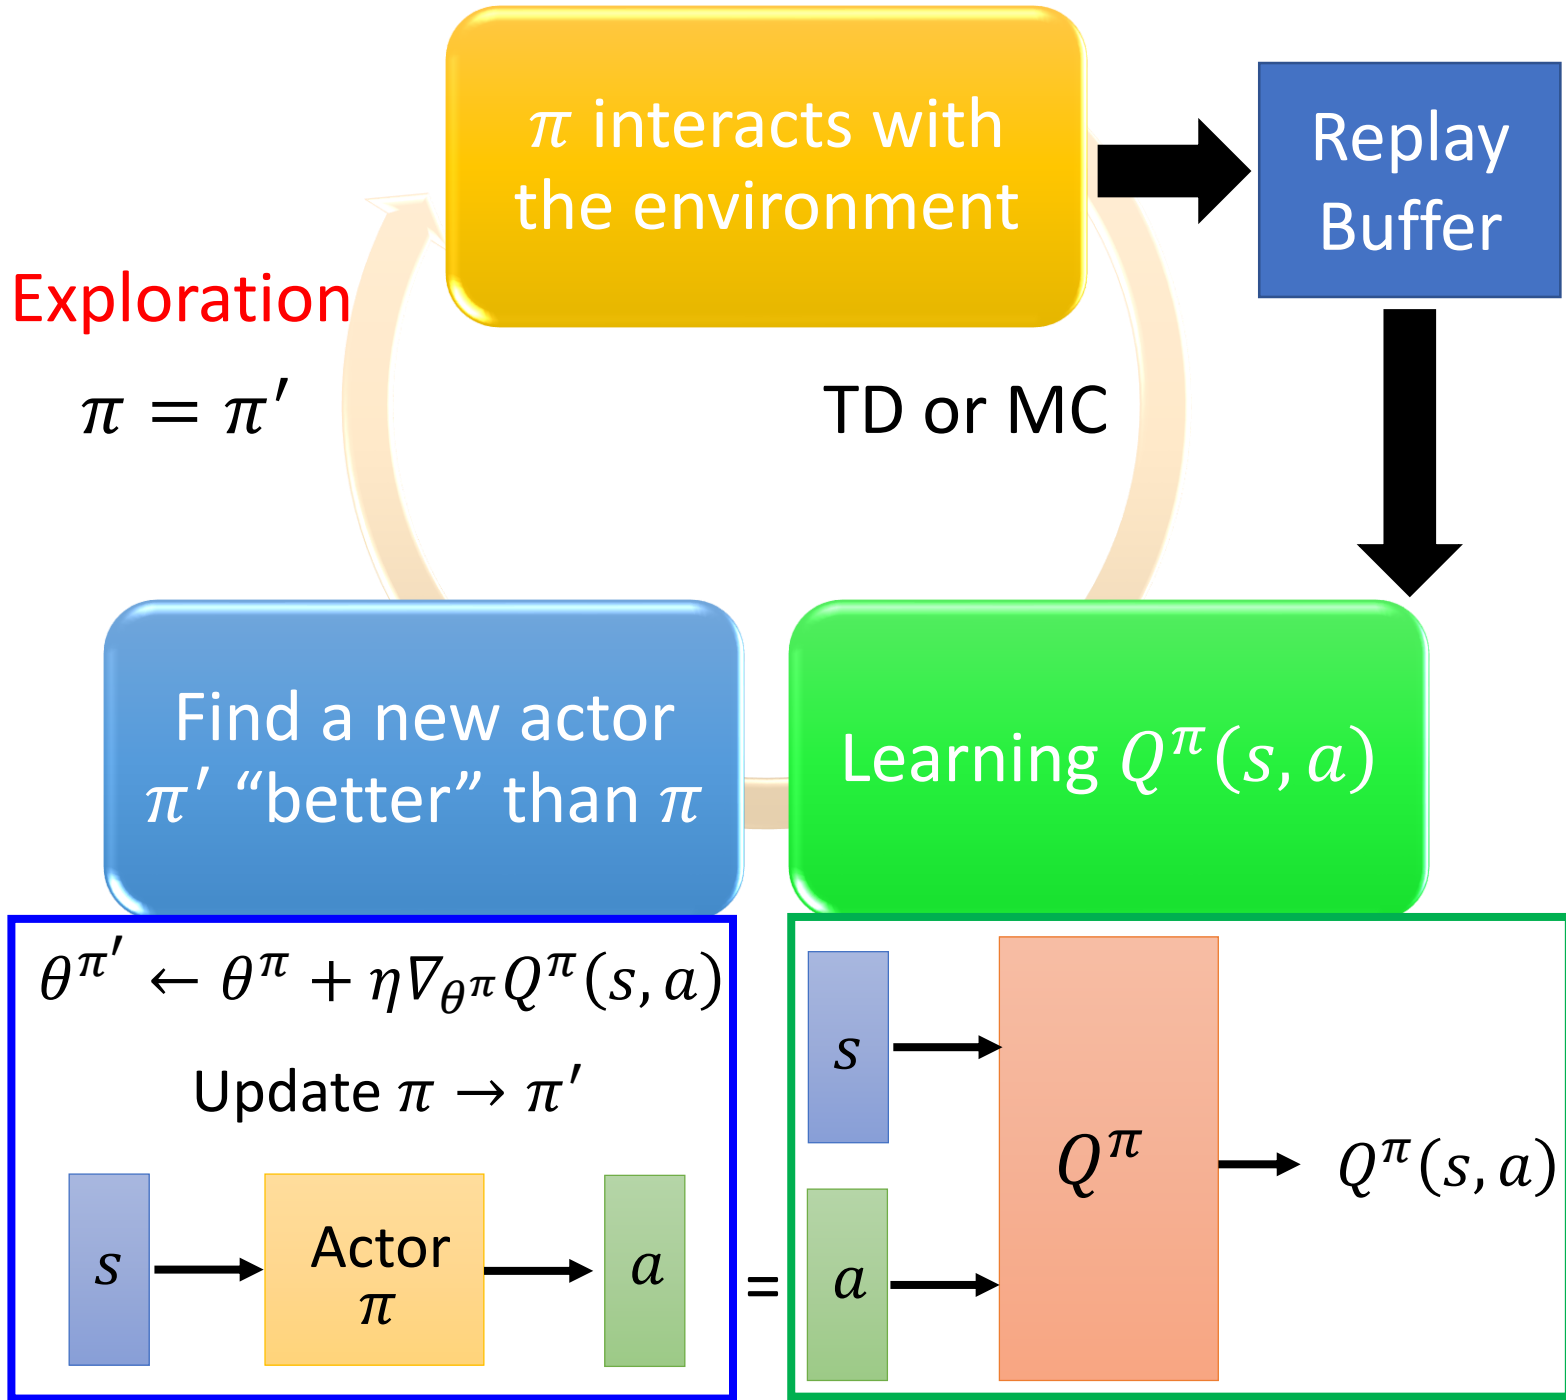 π interacts with
the environment
Replay
Buffer
Exploration
π = π′
TD or MC
Find a new actor
π′ “better” than π
Learning Q^π(s, a)
θ^π′ ← θ^π + η∇_θ^π Q^π(s, a)
Update π → π′
s
Actor
π
a
=
s
a
Q^π
Q^π(s, a)